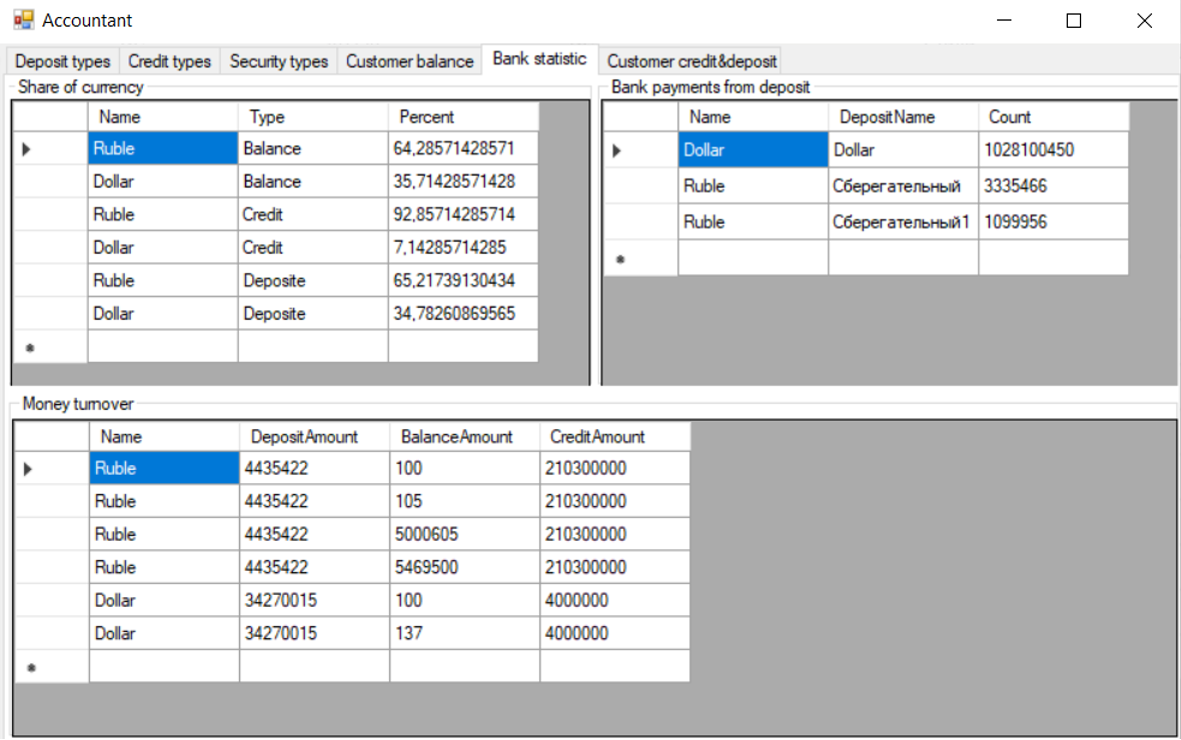 Accountant
Deposit types Credit types Security types Customer balance Bank statistic Customer credit&deposit
Share of currency
Name Type Percent
Ruble Balance 64,28571428571
Dollar Balance 35,71428571428
Ruble Credit 92,85714285714
Dollar Credit 7,14285714285
Ruble Deposite 65,21739130434
Dollar Deposite 34,78260869565
Bank payments from deposit
Name DepositName Count
Dollar Dollar 1028100450
Ruble Сберегательный 3335466
Ruble Сберегательный1 1099956
Money turnover
Name DepositAmount BalanceAmount CreditAmount
Ruble 4435422 100 210300000
Ruble 4435422 105 210300000
Ruble 4435422 5000605 210300000
Ruble 4435422 5469500 210300000
Dollar 34270015 100 4000000
Dollar 34270015 137 4000000